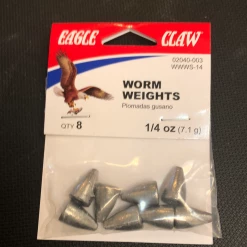 EAGLE CLAW
02040-003
WWWS-14
WORM
WEIGHTS
Plomadas gusano
QTY 8
1/4 oz (7.1 g)